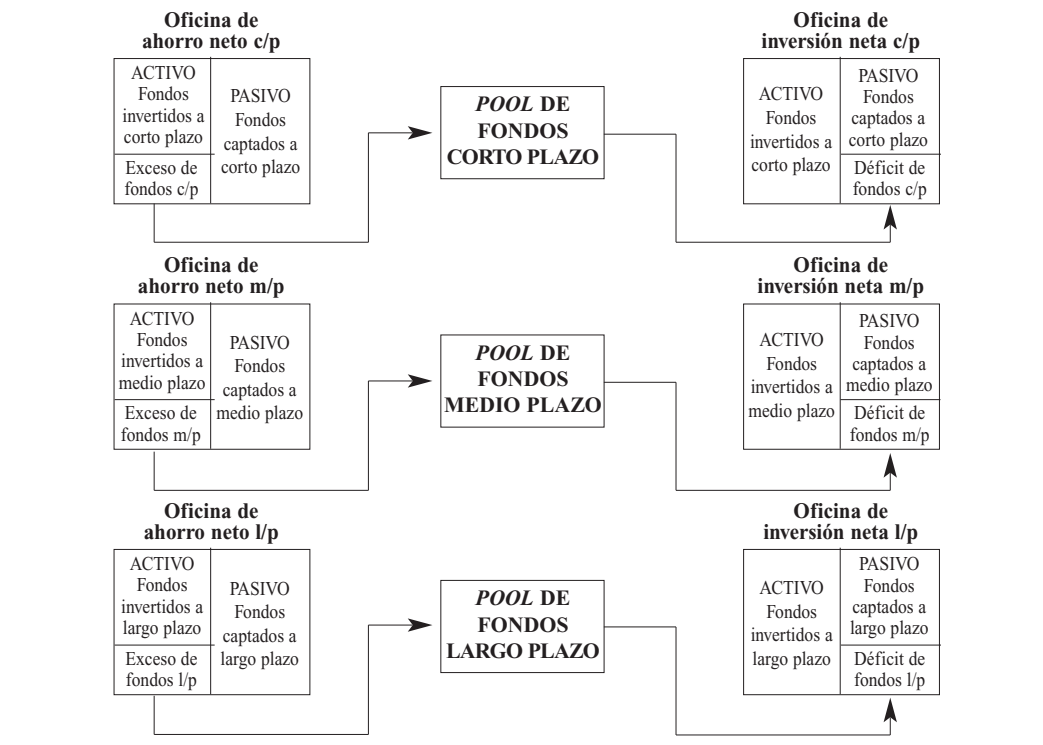 Oficina de
ahorro neto c/p
ACTIVO
Fondos
invertidos a
corto plazo
Exceso de
fondos c/p
PASIVO
Fondos
captados a
corto plazo
POOL DE
FONDOS
CORTO PLAZO
Oficina de
inversión neta c/p
ACTIVO
Fondos
invertidos a
corto plazo
PASIVO
Fondos
captados a
corto plazo
Déficit de
fondos c/p
Oficina de
ahorro neto m/p
ACTIVO
Fondos
invertidos a
medio plazo
Exceso de
fondos m/p
PASIVO
Fondos
captados a
medio plazo
POOL DE
FONDOS
MEDIO PLAZO
Oficina de
inversión neta m/p
ACTIVO
Fondos
invertidos a
medio plazo
PASIVO
Fondos
captados a
medio plazo
Déficit de
fondos m/p
Oficina de
ahorro neto l/p
ACTIVO
Fondos
invertidos a
largo plazo
Exceso de
fondos l/p
PASIVO
Fondos
captados a
largo plazo
POOL DE
FONDOS
LARGO PLAZO
Oficina de
inversión neta l/p
ACTIVO
Fondos
invertidos a
largo plazo
PASIVO
Fondos
captados a
largo plazo
Déficit de
fondos l/p